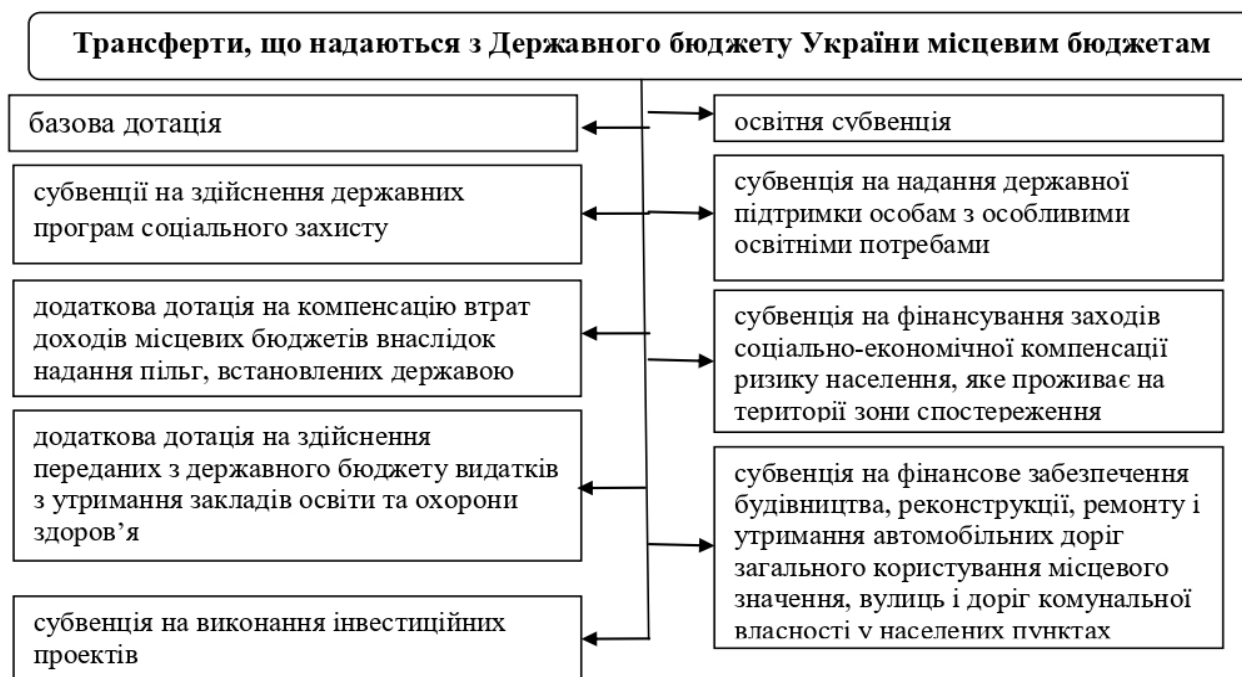 Трансферти, що надаються з Державного бюджету України місцевим бюджетам
базова дотація
субвенції на здійснення державних
програм соціального захисту
додаткова дотація на компенсацію втрат
доходів місцевих бюджетів внаслідок
надання пільг, встановлених державою
додаткова дотація на здійснення
переданих з державного бюджету видатків
з утримання закладів освіти та охорони
здоров’я
субвенція на виконання інвестиційних
проектів
освітня субвенція
субвенція на надання державної
підтримки особам з особливими
освітніми потребами
субвенція на фінансування заходів
соціально-економічної компенсації
ризику населення, яке проживає на
території зони спостереження
субвенція на фінансове забезпечення
будівництва, реконструкції, ремонту і
утримання автомобільних доріг
загального користування місцевого
значення, вулиць і доріг комунальної
власності у населених пунктах